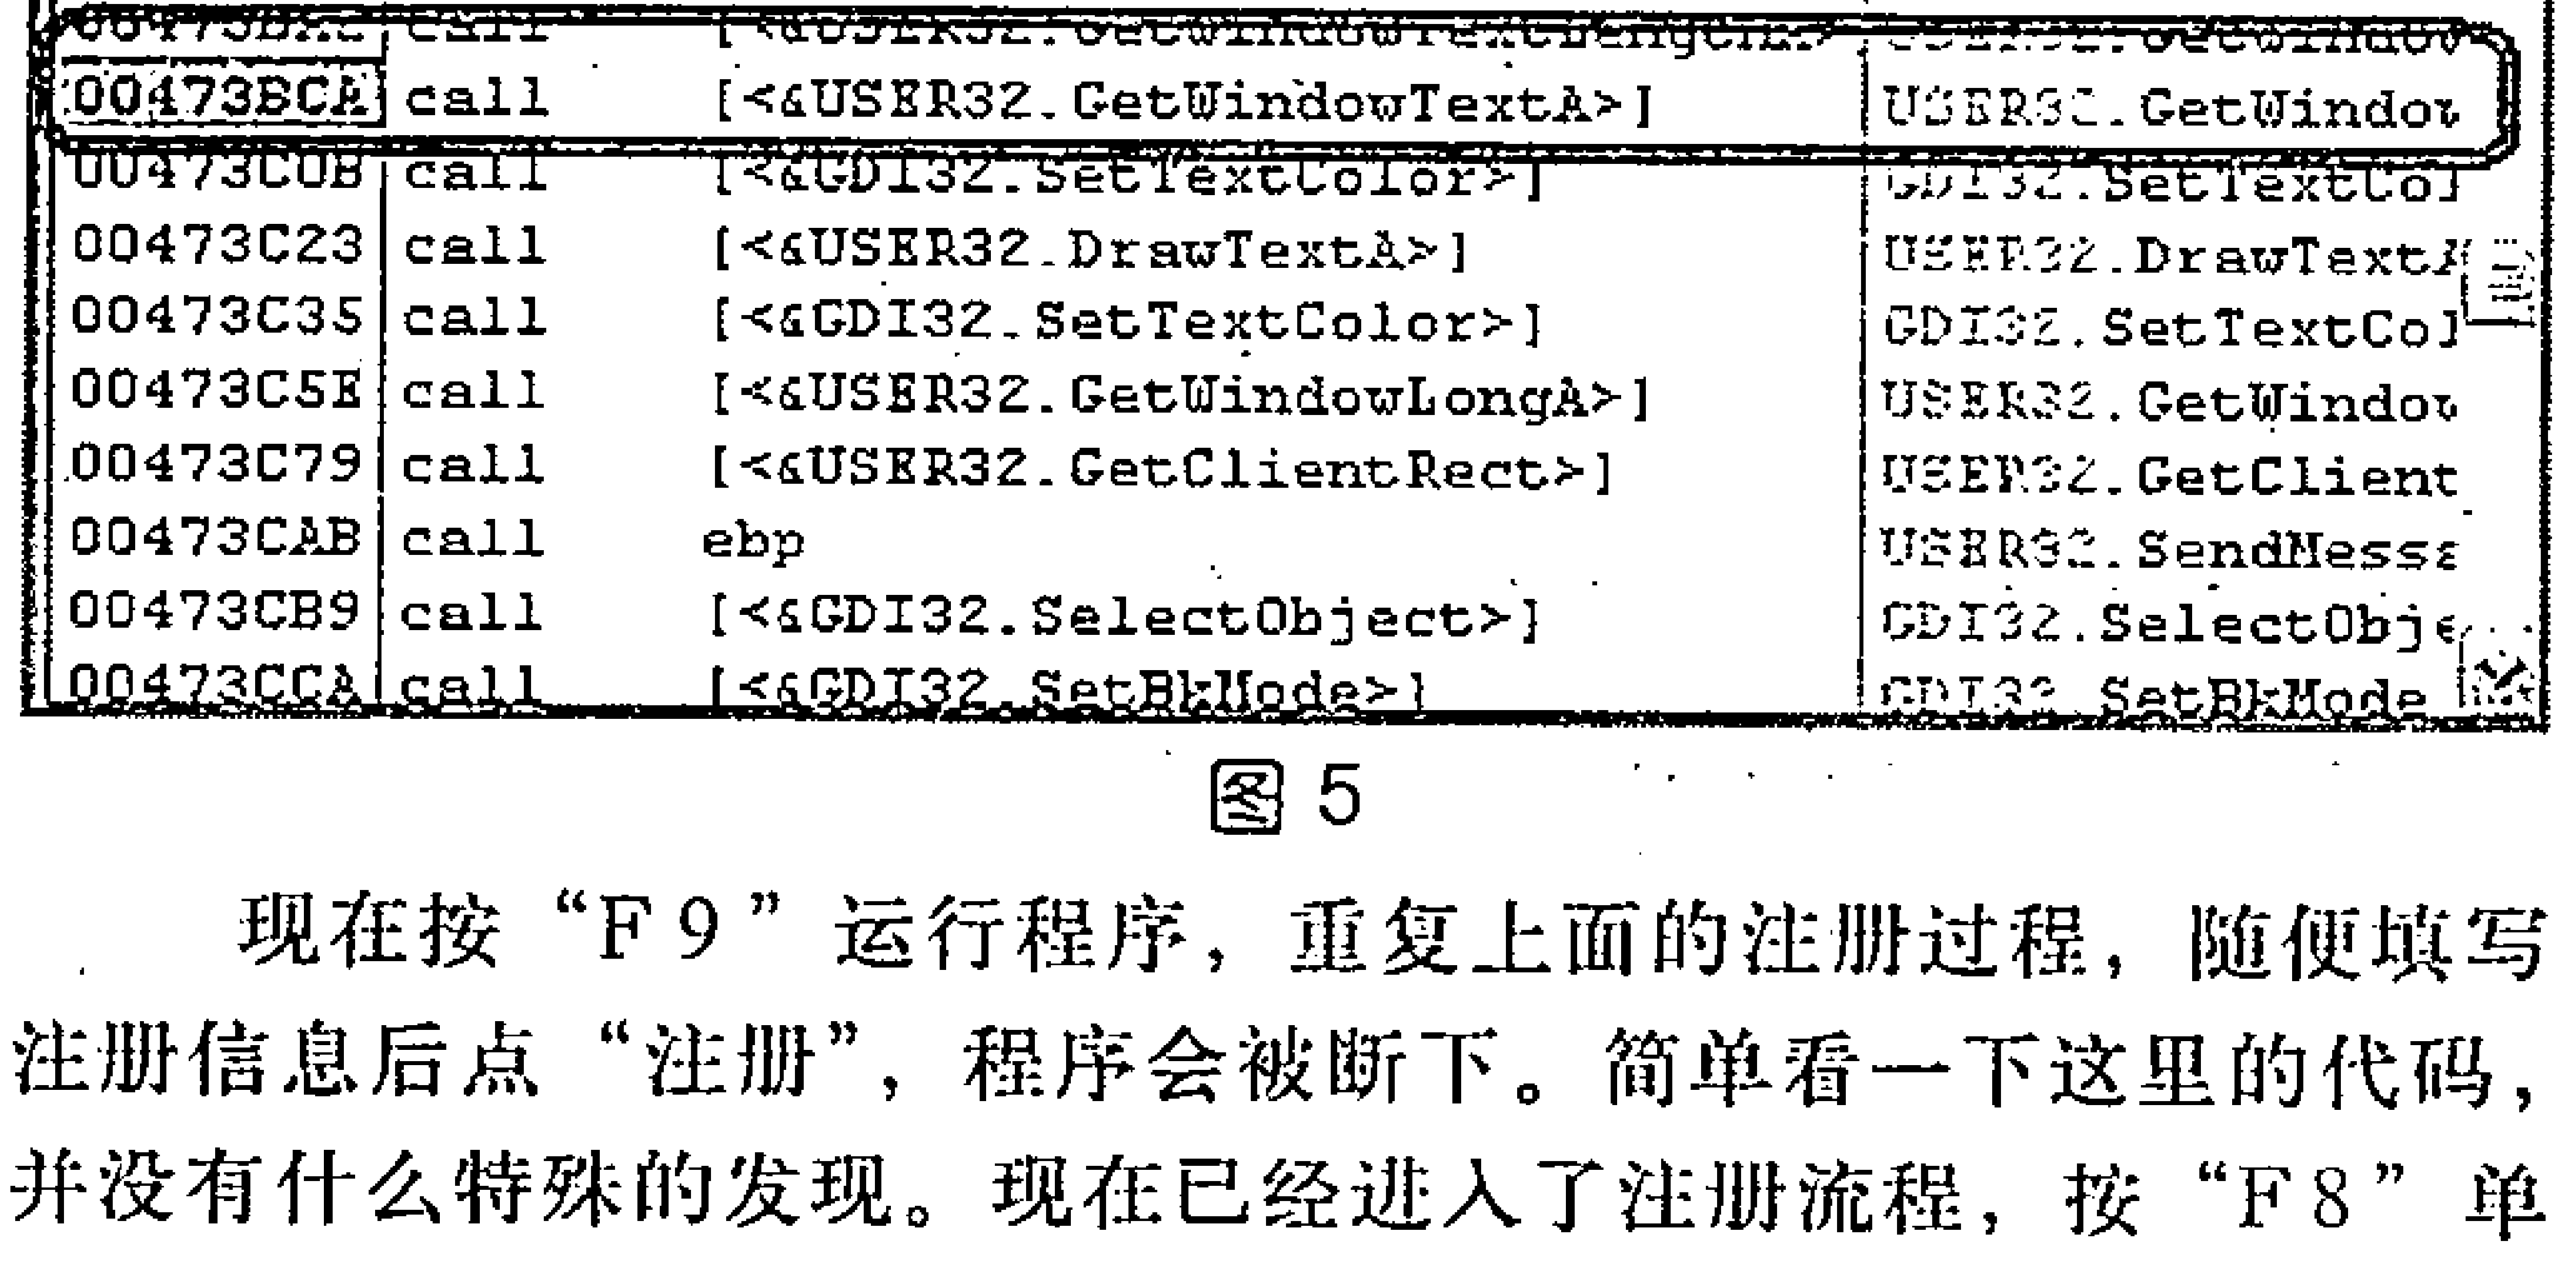 call [<&USER32.GetWindowTextLengthA>]
00473BCA call [<&USER32.GetWindowTextA>] USER32.GetWindow
00473C0B call [<&GDI32.SetTextColor>] GDI32.SetTextCol
00473C23 call [<&USER32.DrawTextA>] USER32.DrawTextA
00473C35 call [<&GDI32.SetTextColor>] GDI32.SetTextCol
00473C5E call [<&USER32.GetWindowLongA>] USER32.GetWindow
00473C79 call [<&USER32.GetClientRect>] USER32.GetClient
00473CAB call ebp USER32.SendMessa
00473CB9 call [<&GDI32.SelectObject>] GDI32.SelectObje
00473CCA call [<&GDI32.SetBkMode>] GDI32.SetBkMode
图 5
现在按“F9”运行程序，重复上面的注册过程，随便填写
注册信息后点“注册”，程序会被断下。简单看一下这里的代码，
并没有什么特殊的发现。现在已经进入了注册流程，按“F8”单